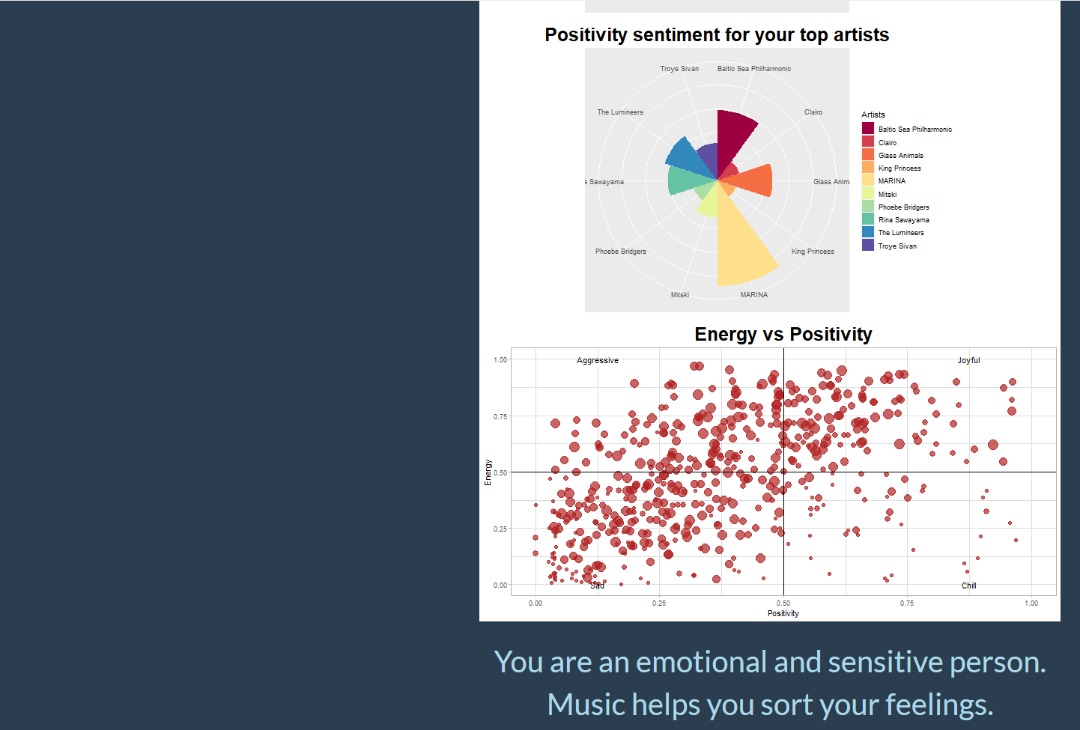 Positivity sentiment for your top artists
Troye Sivan
Baltic Sea Philharmonic
The Lumineers
Clairo
Sawayama
Glass Anim
Phoebe Bridgers
King Princess
Mitski
MARINA
Artists
Baltic Sea Philharmonic
Clairo
Glass Animals
King Princess
MARINA
Mitski
Phoebe Bridgers
Rina Sawayama
The Lumineers
Troye Sivan
Energy vs Positivity
Aggressive
Joyful
1.00
0.75
0.50
0.25
0.00
Energy
Sad
Chill
0.00
0.25
0.50
0.75
1.00
Positivity
You are an emotional and sensitive person.
Music helps you sort your feelings.